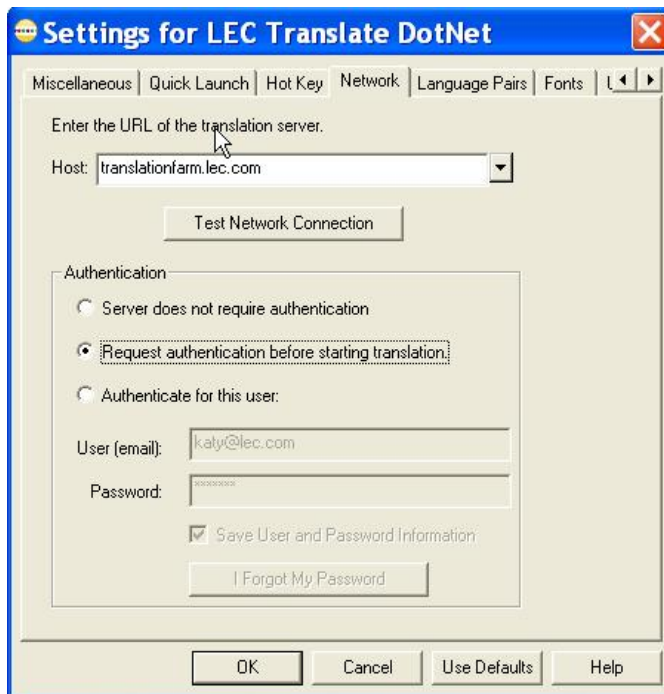 Settings for LEC Translate DotNet
Miscellaneous Quick Launch Hot Key Network Language Pairs Fonts
Enter the URL of the translation server.
Host: translationfarm.lec.com
Test Network Connection
Authentication
Server does not require authentication
Request authentication before starting translation.
Authenticate for this user:
User (email): katy@lec.com
Password: *******
Save User and Password Information
I Forgot My Password
OK Cancel Use Defaults Help